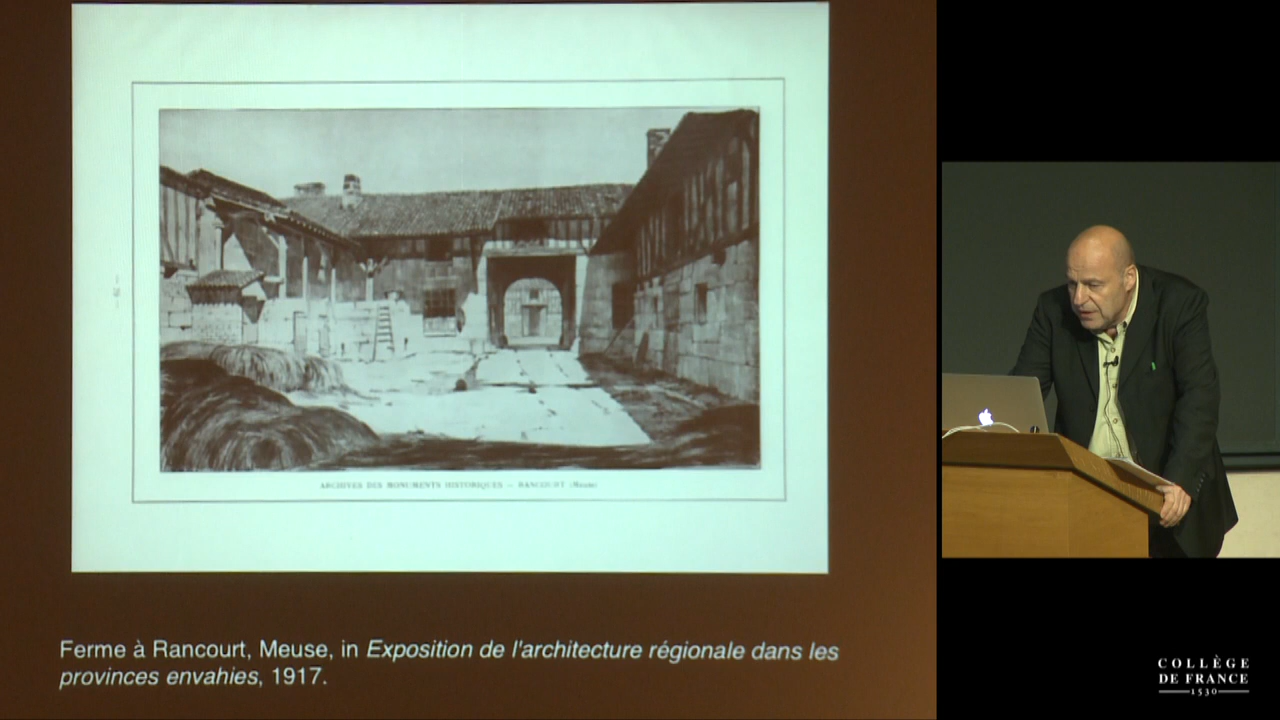 ARCHIVES DES MONUMENTS HISTORIQUES — RANCOURT (Meuse)
Ferme à Rancourt, Meuse, in Exposition de l'architecture régionale dans les
provinces envahies, 1917.
COLLÈGE
DE FRANCE
1530